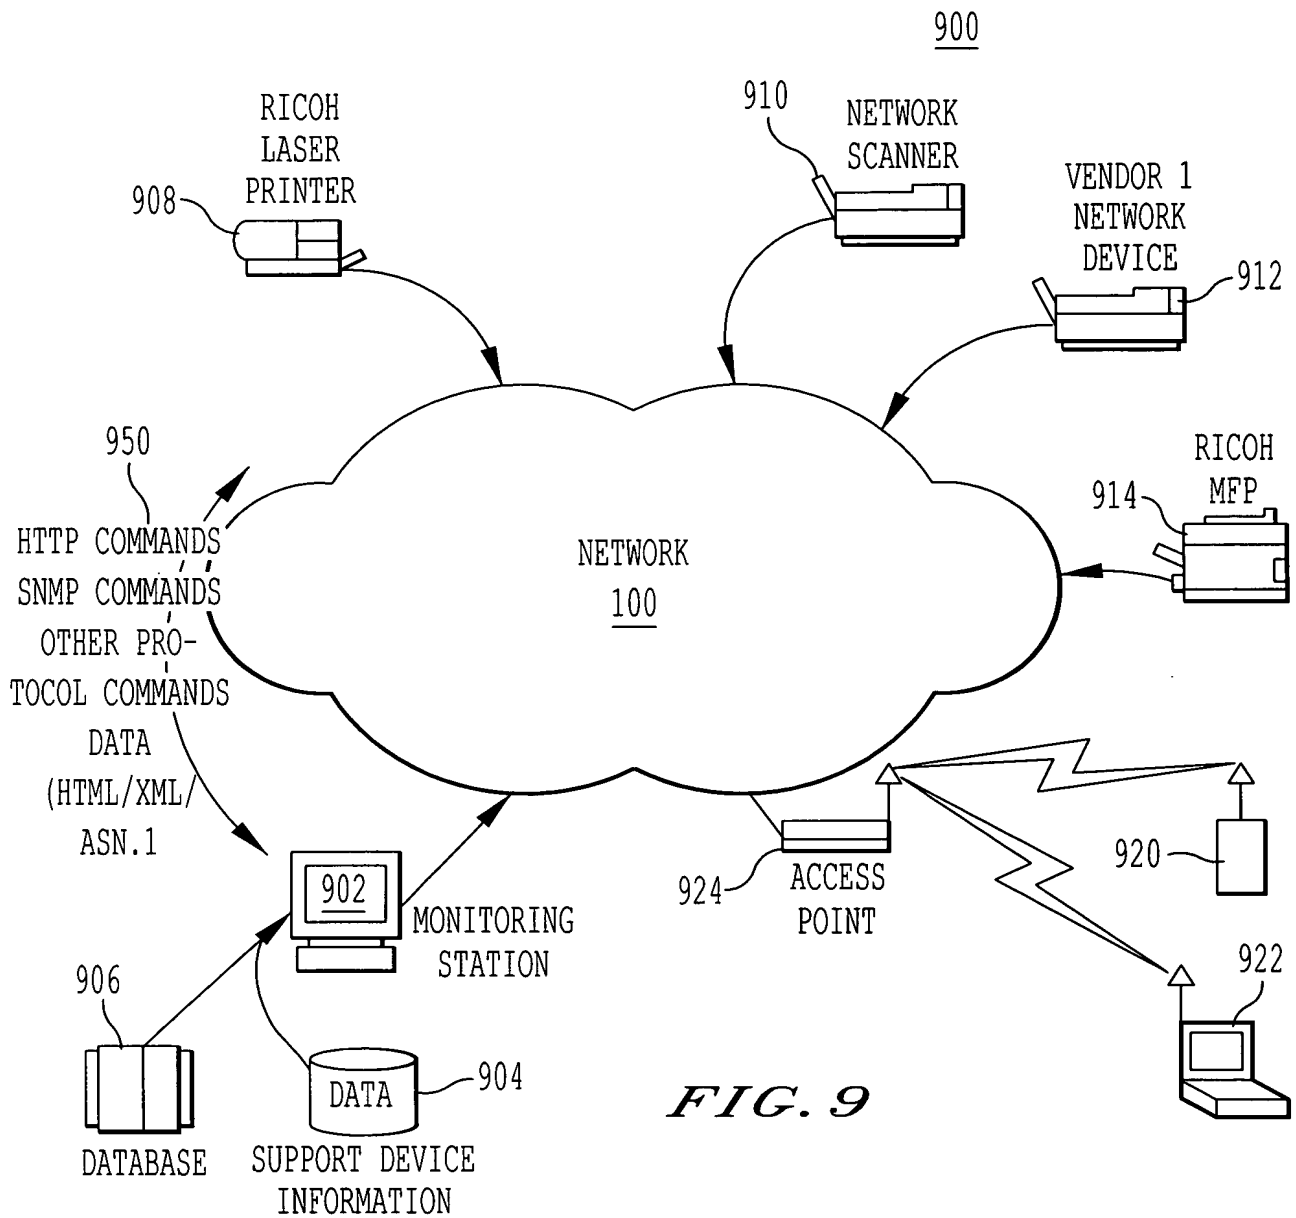 900
RICOH
LASER
PRINTER
908
910
NETWORK
SCANNER
VENDOR 1
NETWORK
DEVICE
912
950
HTTP COMMANDS
SNMP COMMANDS
OTHER PRO-
TOCOL COMMANDS
DATA
(HTML/XML/
ASN.1
NETWORK
100
RICOH
MFP
914
902
MONITORING
STATION
924
ACCESS
POINT
920
922
906
DATABASE
DATA
904
SUPPORT DEVICE
INFORMATION
FIG. 9